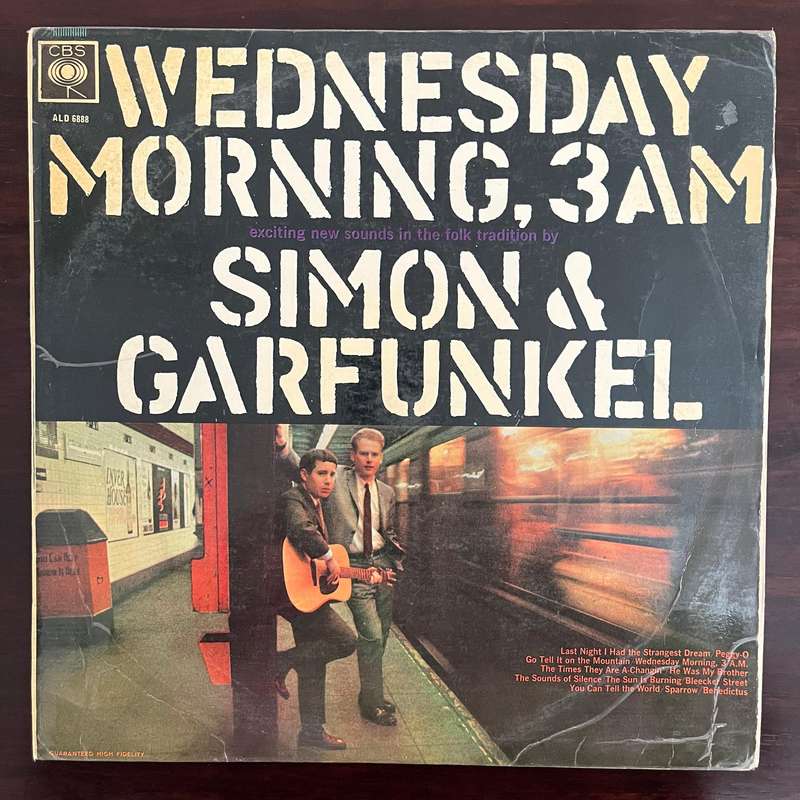 CBS
ALD 6888
WEDNESDAY
MORNING, 3AM
exciting new sounds in the folk tradition by
SIMON &
GARFUNKEL
INVER
HOUSE
Last Night I Had the Strangest Dream/Peggy-O
Go Tell It on the Mountain/Wednesday Morning, 3 A.M.
The Times They Are A-Changin'/He Was My Brother
The Sounds of Silence/The Sun Is Burning/Bleecker Street
You Can Tell the World/Sparrow/Benedictus
GUARANTEED HIGH FIDELITY